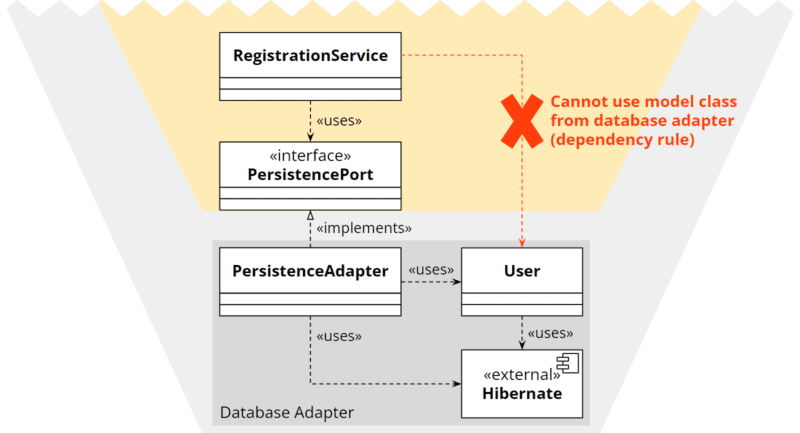 RegistrationService
Cannot use model class
from database adapter
(dependency rule)
«uses»
«interface»
PersistencePort
«implements»
PersistenceAdapter
«uses»
User
«uses»
«uses»
«external»
Hibernate
Database Adapter